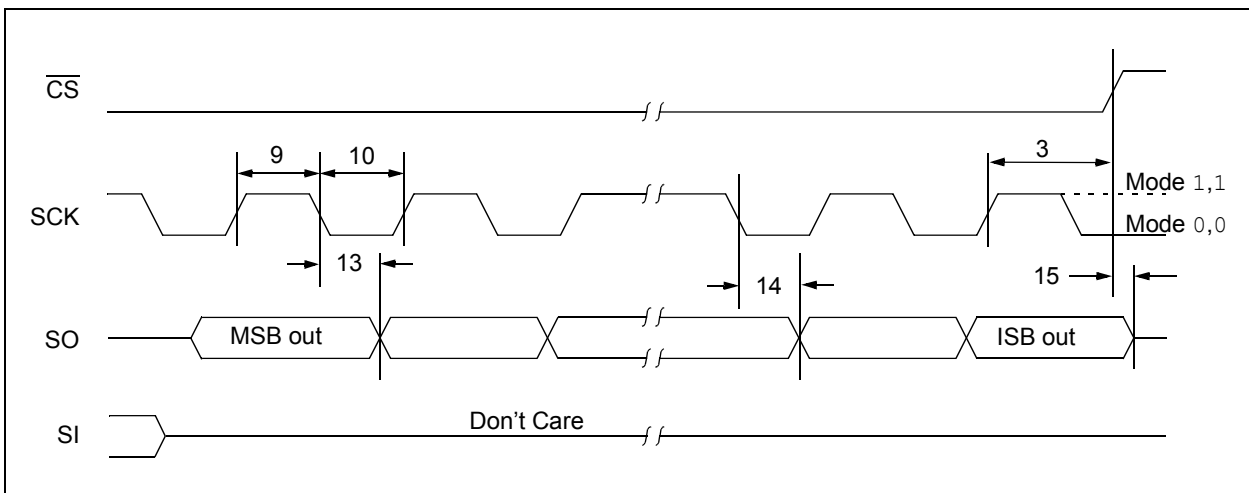 CS
9
10
3
Mode 1,1
SCK
Mode 0,0
13
14
15
SO
MSB out
ISB out
Don't Care
SI